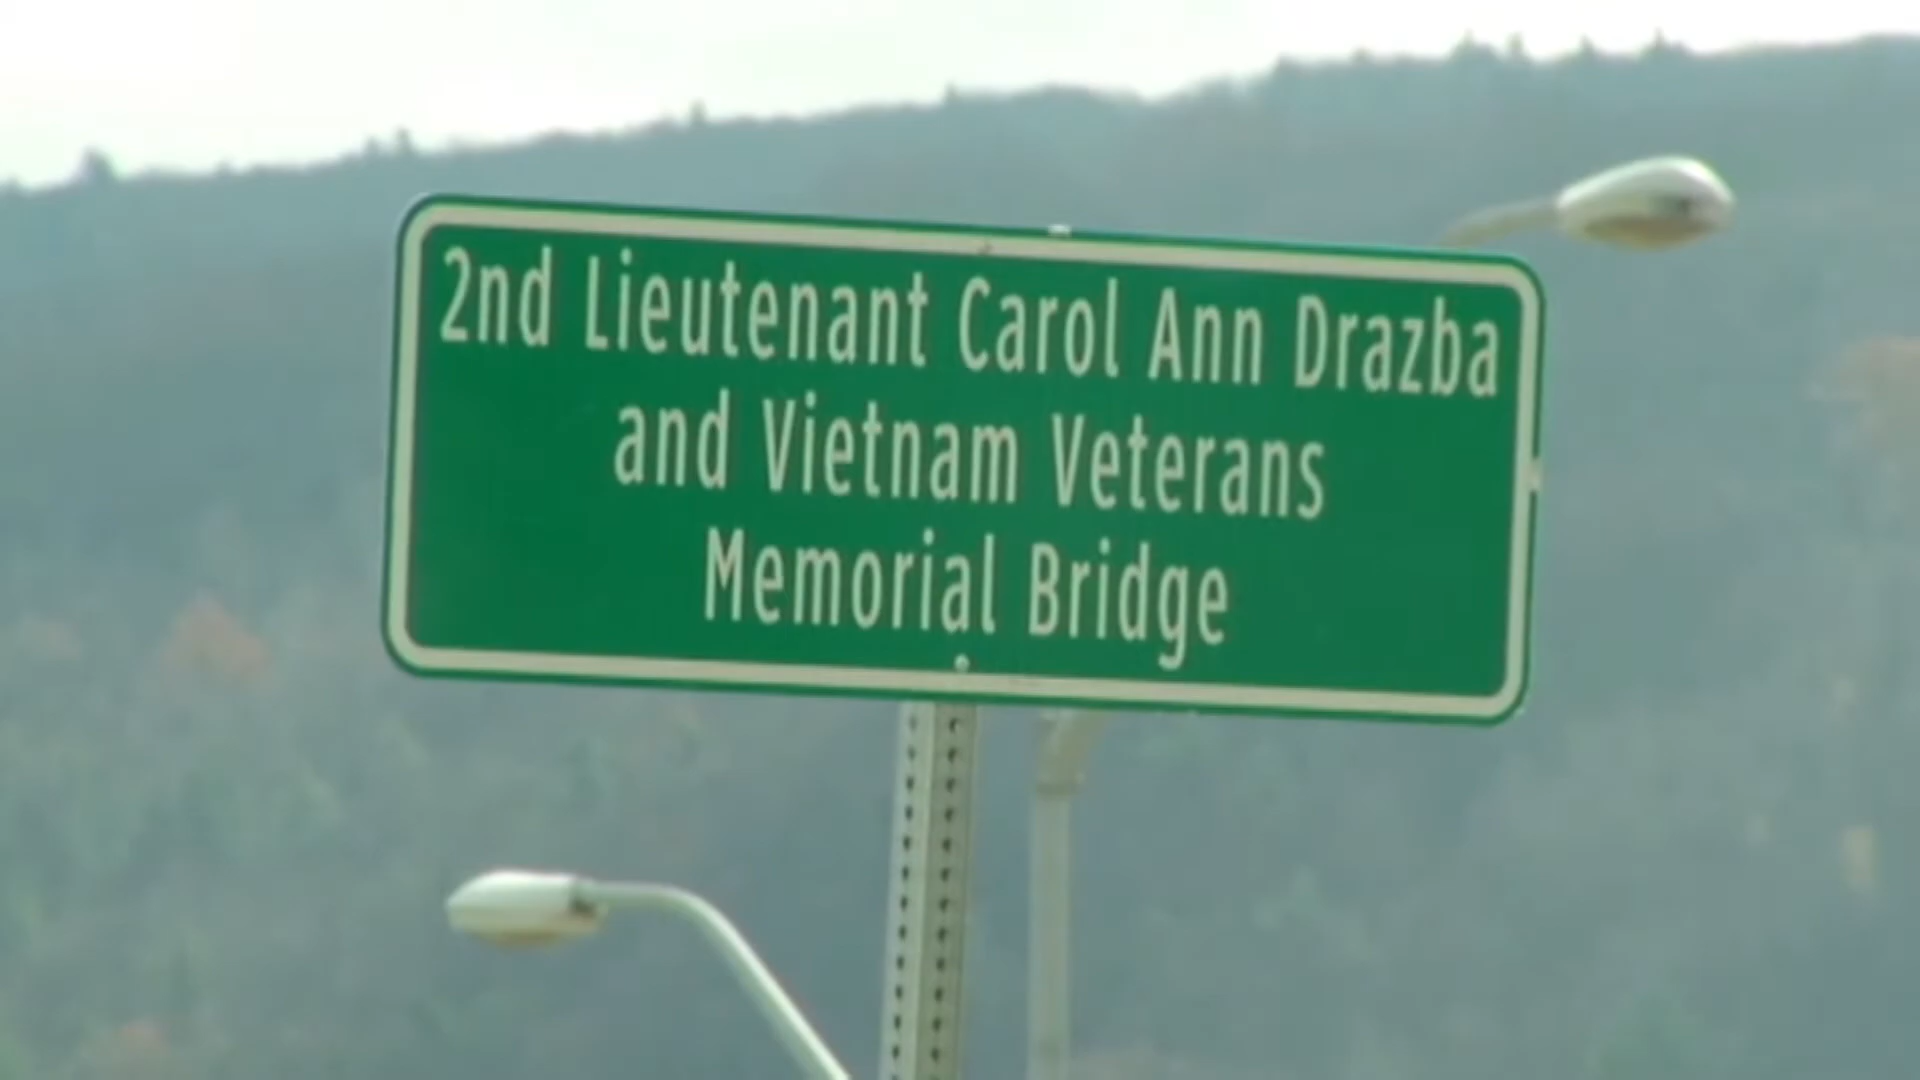 2nd Lieutenant Carol Ann Drazba
and Vietnam Veterans
Memorial Bridge